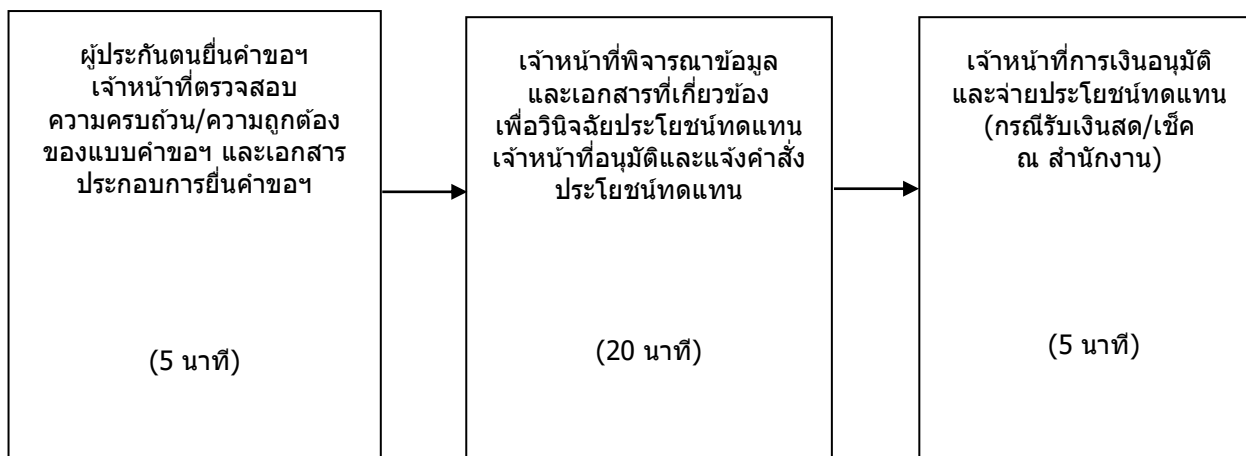 ผู้ประกันตนยื่นคำขอฯ
เจ้าหน้าที่ตรวจสอบ
ความครบถ้วน/ความถูกต้อง
ของแบบคำขอฯ และเอกสาร
ประกอบการยื่นคำขอฯ
(5 นาที)
เจ้าหน้าที่พิจารณาข้อมูล
และเอกสารที่เกี่ยวข้อง
เพื่อวินิจฉัยประโยชน์ทดแทน
เจ้าหน้าที่อนุมัติและแจ้งคำสั่ง
ประโยชน์ทดแทน
(20 นาที)
เจ้าหน้าที่การเงินอนุมัติ
และจ่ายประโยชน์ทดแทน
(กรณีรับเงินสด/เช็ค
ณ สำนักงาน)
(5 นาที)